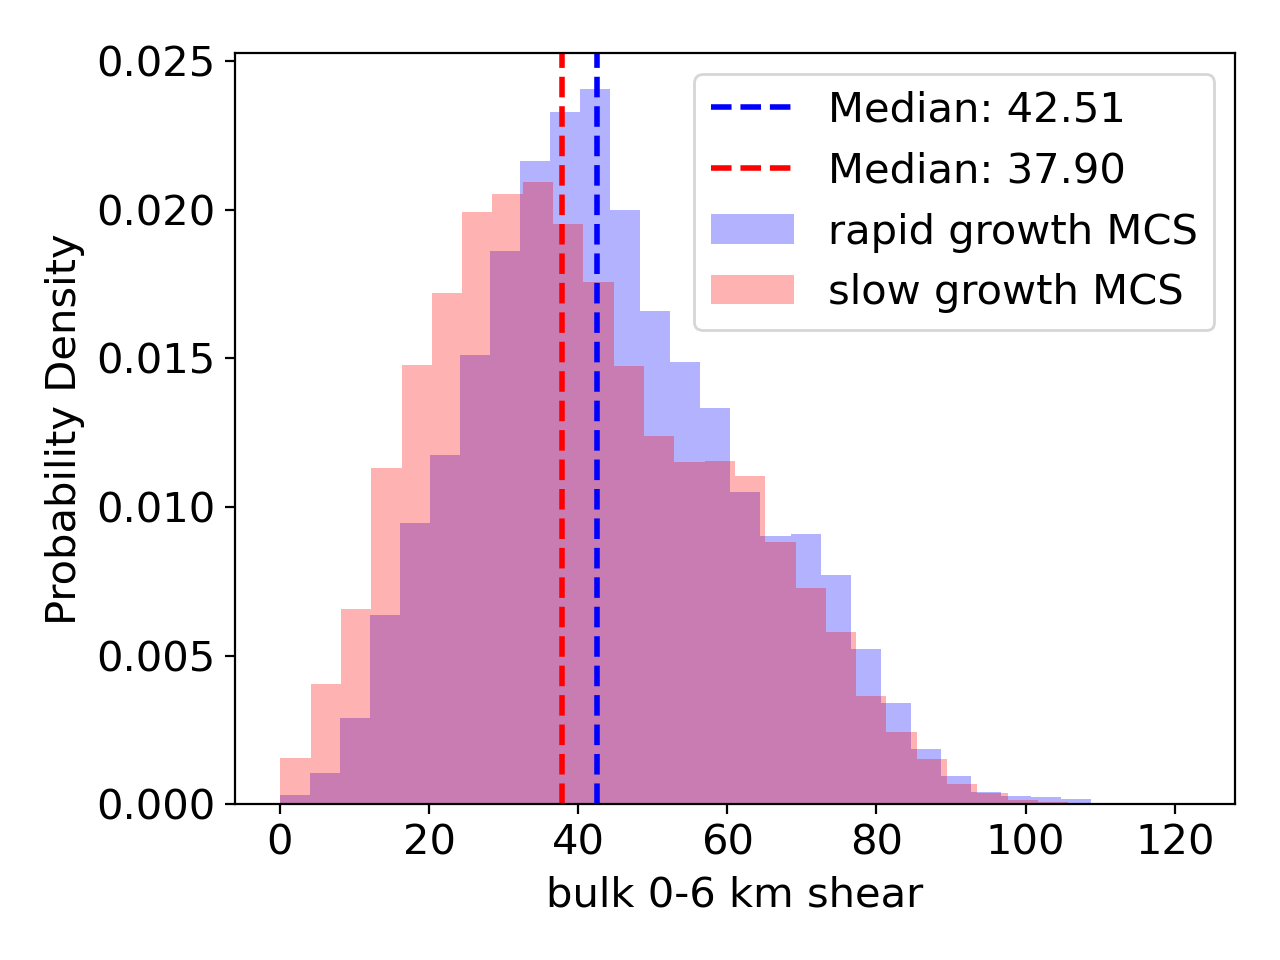 0.025
0.020
0.015
0.010
0.005
0.000
Probability Density
0 20 40 60 80 100 120
bulk 0-6 km shear
Median: 42.51
Median: 37.90
rapid growth MCS
slow growth MCS